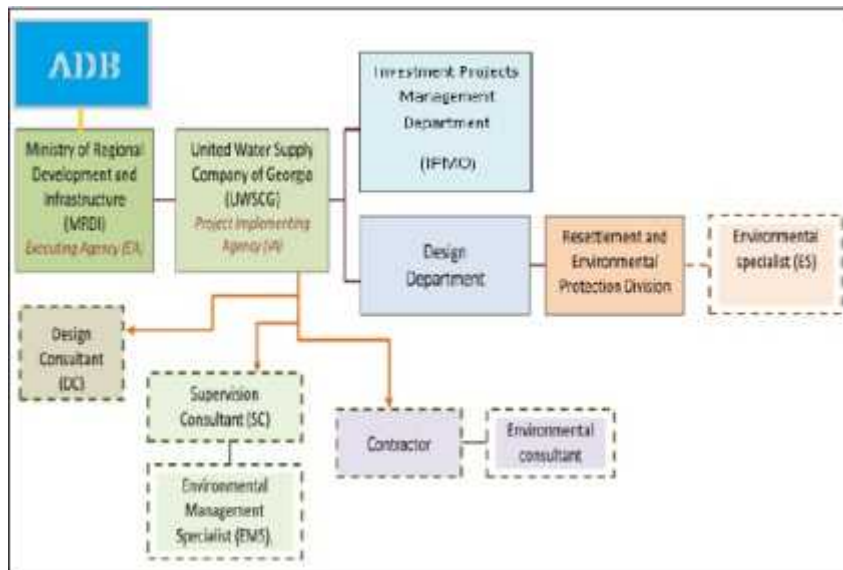 ADB
Investment Projects
Management
Department
(IPMO)
Ministry of Regional
Development and
Infrastructure
(MRDI)
Executing Agency (EA)
United Water Supply
Company of Georgia
(UWSCG)
Project Implementing
Agency (IA)
Design
Department
Resettlement and
Environmental
Protection Division
Environmental
specialist (ES)
Design
Consultant
(DC)
Supervision
Consultant (SC)
Contractor
Environmental
consultant
Environmental
Management
Specialist (EMS)